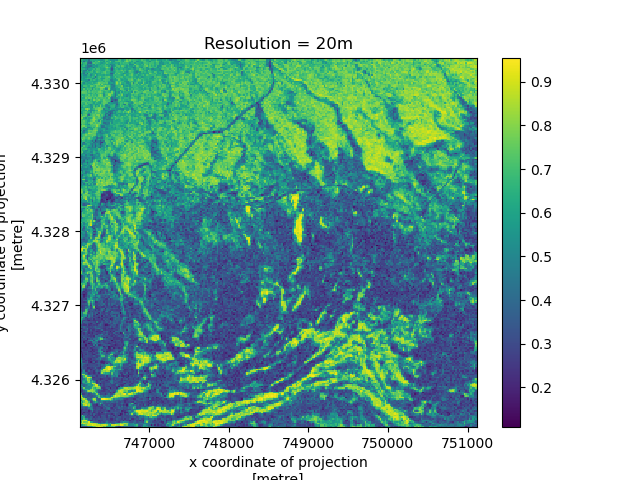 Resolution = 20m
1e6
4.330
4.329
4.328
4.327
4.326
y coordinate of projection
[metre]
747000 748000 749000 750000 751000
x coordinate of projection
[metre]
0.9
0.8
0.7
0.6
0.5
0.4
0.3
0.2